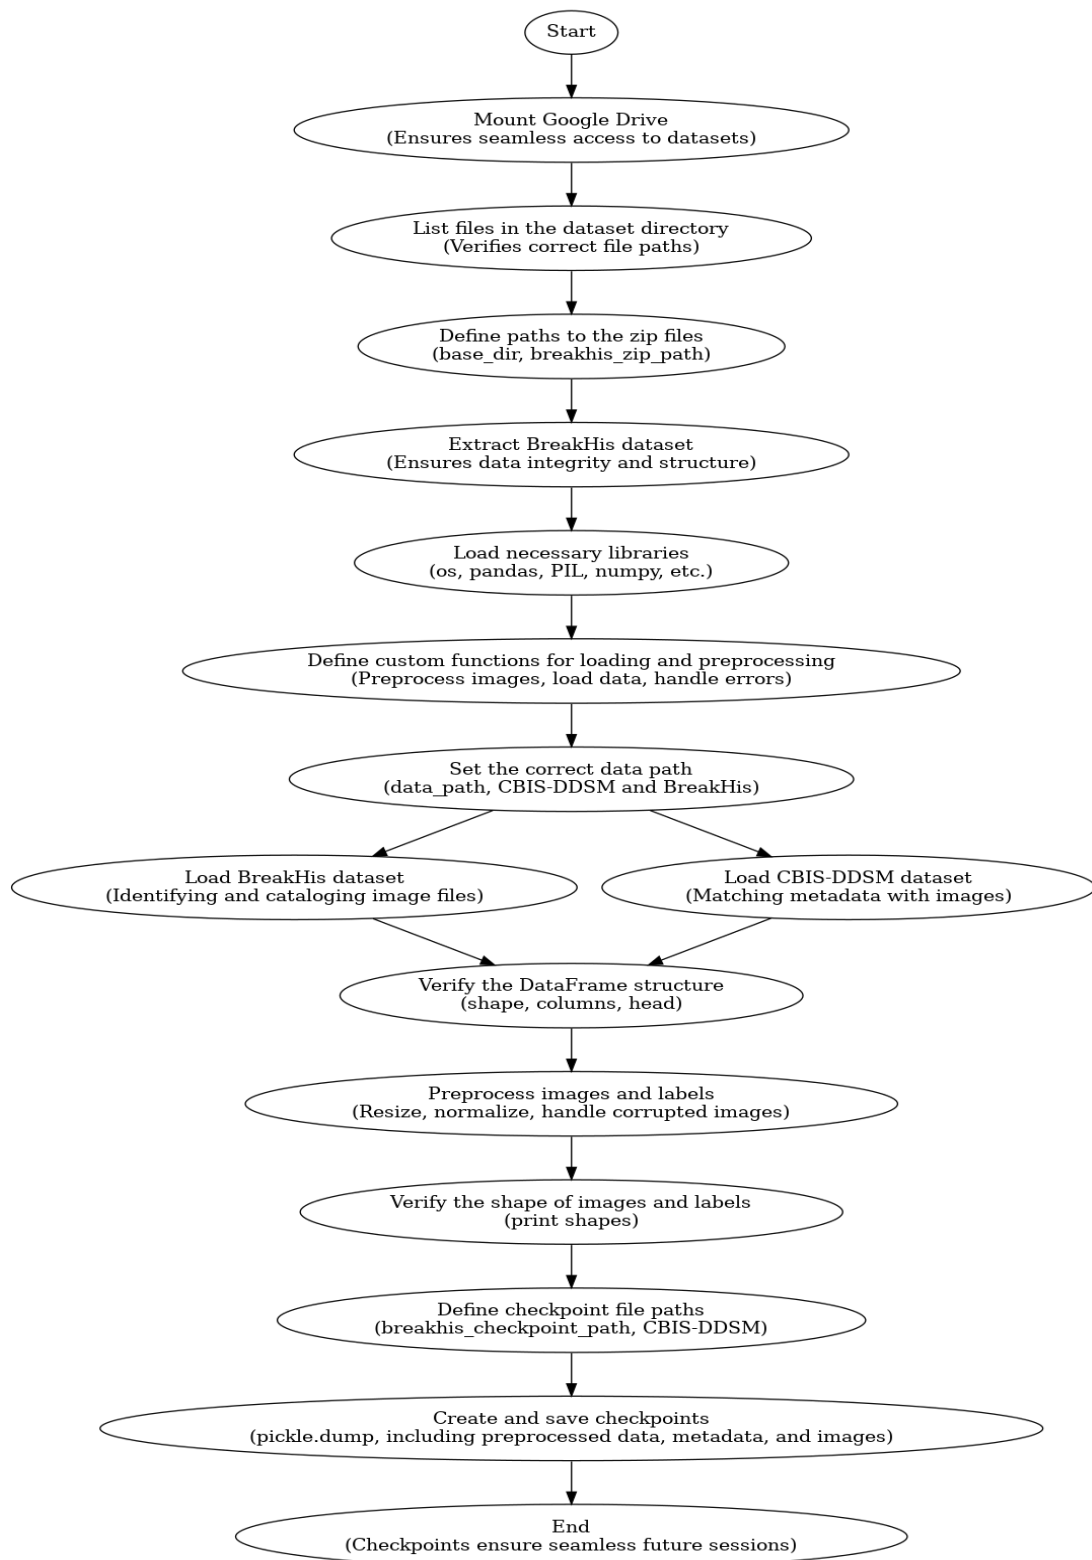 Start
Mount Google Drive
(Ensures seamless access to datasets)
List files in the dataset directory
(Verifies correct file paths)
Define paths to the zip files
(base_dir, breakhis_zip_path)
Extract BreakHis dataset
(Ensures data integrity and structure)
Load necessary libraries
(os, pandas, PIL, numpy, etc.)
Define custom functions for loading and preprocessing
(Preprocess images, load data, handle errors)
Set the correct data path
(data_path, CBIS-DDSM and BreakHis)
Load BreakHis dataset
(Identifying and cataloging image files)
Load CBIS-DDSM dataset
(Matching metadata with images)
Verify the DataFrame structure
(shape, columns, head)
Preprocess images and labels
(Resize, normalize, handle corrupted images)
Verify the shape of images and labels
(print shapes)
Define checkpoint file paths
(breakhis_checkpoint_path, CBIS-DDSM)
Create and save checkpoints
(pickle.dump, including preprocessed data, metadata, and images)
End
(Checkpoints ensure seamless future sessions)